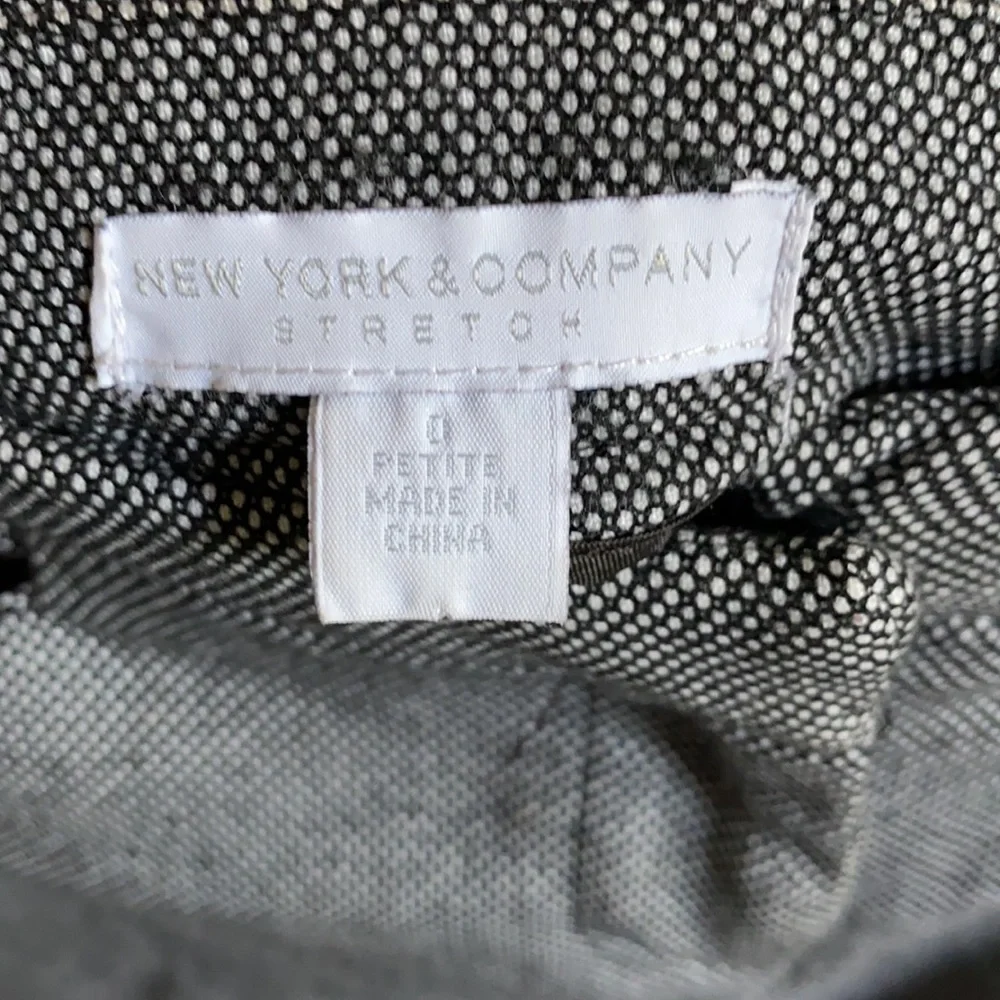 NEW YORK & COMPANY
STRETCH
0
PETITE
MADE IN
CHINA